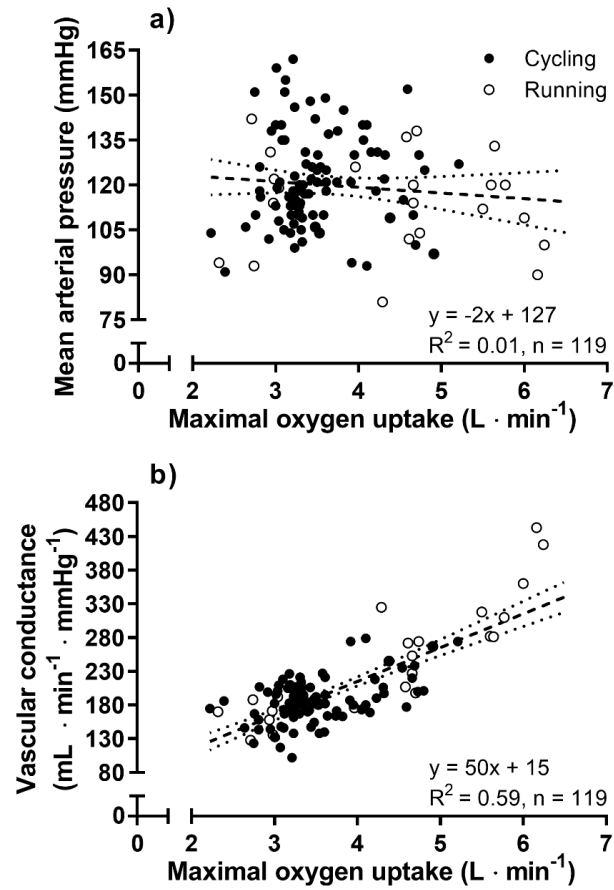 a)
Mean arterial pressure (mmHg)
165
150
135
120
105
90
75
0
Cycling
Running
y = -2x + 127
R² = 0.01, n = 119
0 2 3 4 5 6 7
Maximal oxygen uptake (L · min⁻¹)
b)
Vascular conductance
(mL · min⁻¹ · mmHg⁻¹)
480
430
380
330
280
230
180
130
80
0
y = 50x + 15
R² = 0.59, n = 119
0 2 3 4 5 6 7
Maximal oxygen uptake (L · min⁻¹)